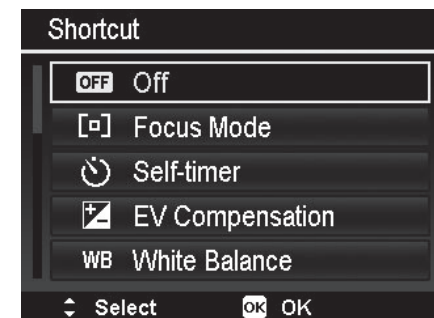 Shortcut
OFF Off
Focus Mode
Self-timer
EV Compensation
WB White Balance
Select OK OK